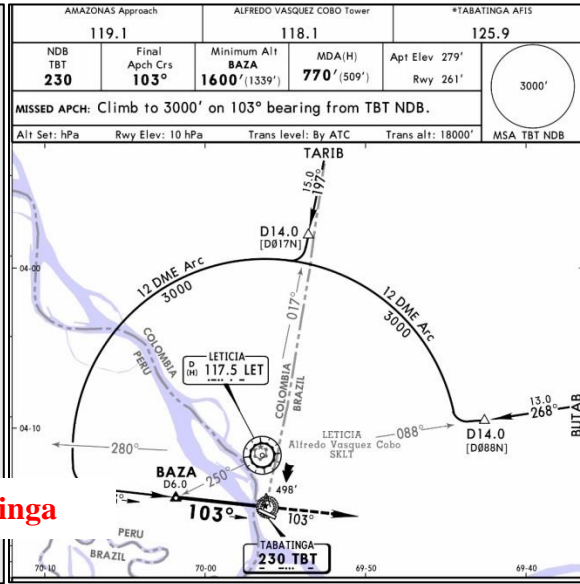 AMAZONAS Approach ALFREDO VASQUEZ COBO Tower *TABATINGA AFIS
119.1 118.1 125.9
NDB
TBT
230
Final
Apch Crs
103°
Minimum Alt
BAZA
1600'(1339')
MDA(H)
770'(509')
Apt Elev 279'
Rwy 261'
3000'
MSA TBT NDB
MISSED APCH: Climb to 3000' on 103° bearing from TBT NDB.
Alt Set: hPa Rwy Elev: 10 hPa Trans level: By ATC Trans alt: 18000'
TARIB
15.0
197°
D14.0
[D017N]
04-00
12 DME Arc
3000
12 DME Arc
3000
017°
COLOMBIA
PERU
COLOMBIA
BRAZIL
LETICIA
D
(H) 117.5 LET
13.0
268°
BUTAB
D14.0
[D088N]
04-10
LETICIA
Alfredo Vasquez Cobo
SKLT
088°
280°
250°
BAZA
D6.0
498'
inga
103°
103°
PERU
BRAZIL
TABATINGA
230 TBT
70-10 70-00 69-50 69-40